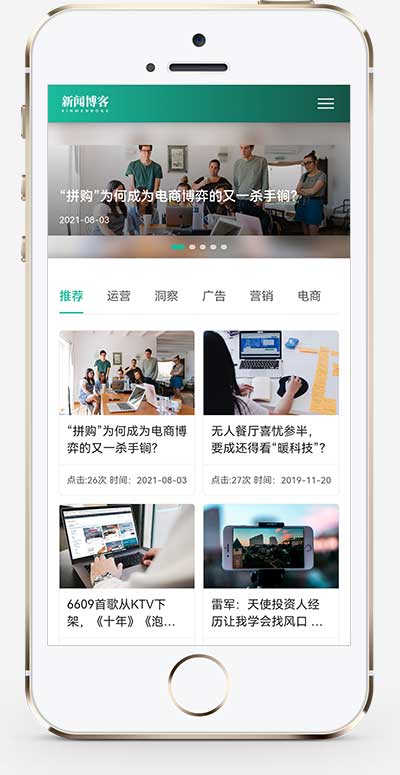 新闻博客
XINWENBOKE
“拼购”为何成为电商博弈的又一杀手锏?
2021-08-03
推荐 运营 洞察 广告 营销 电商
“拼购”为何成为电商博
弈的又一杀手锏?
点击:26次 时间：2021-08-03
无人餐厅喜忧参半，
要成还得看“暖科技”?
点击:27次 时间：2019-11-20
6609首歌从KTV下
架，《十年》《泡...
雷军：天使投资人经
历让我学会找风口 ...